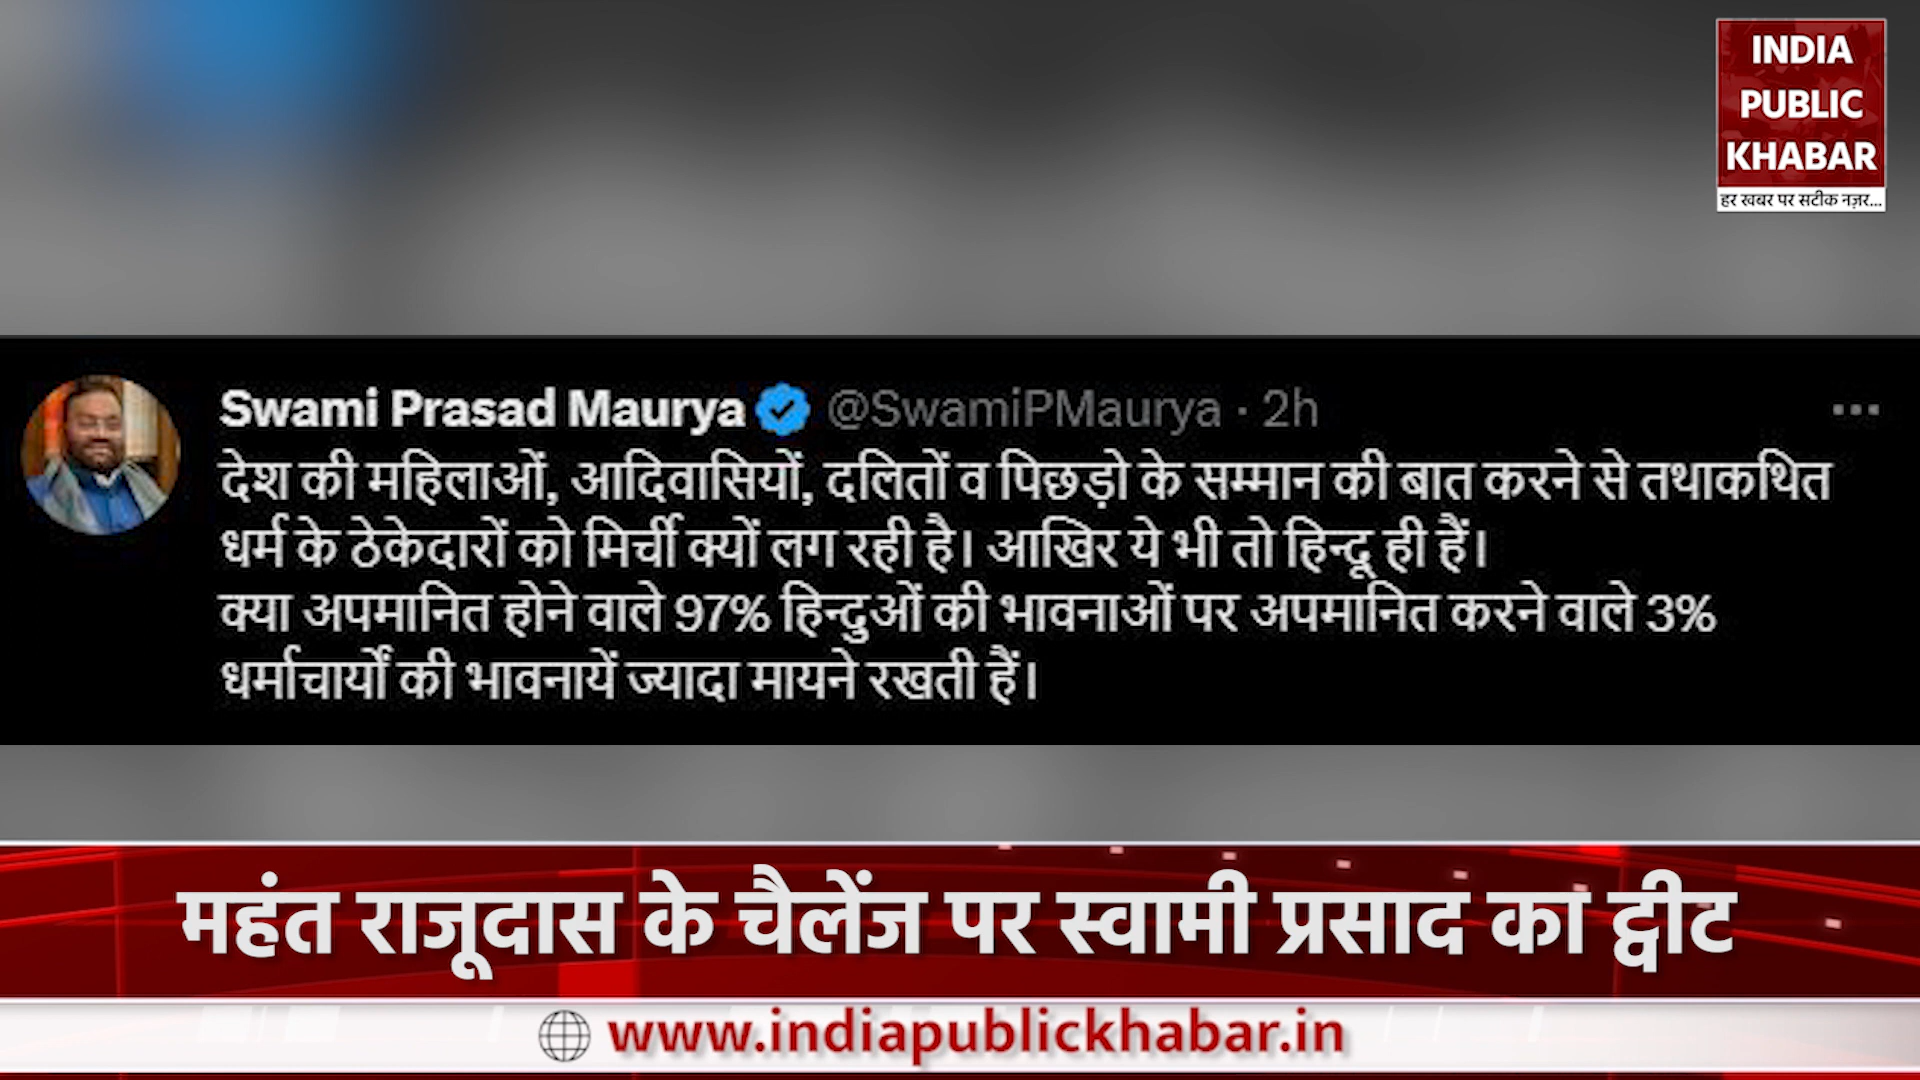 INDIA
PUBLIC
KHABAR
हर खबर पर सटीक नज़र...
Swami Prasad Maurya @SwamiPMaurya · 2h
देश की महिलाओं, आदिवासियों, दलितों व पिछड़ो के सम्मान की बात करने से तथाकथित
धर्म के ठेकेदारों को मिर्ची क्यों लग रही है। आखिर ये भी तो हिन्दू ही हैं।
क्या अपमानित होने वाले 97% हिन्दुओं की भावनाओं पर अपमानित करने वाले 3%
धर्माचार्यों की भावनायें ज्यादा मायने रखती हैं।
महंत राजूदास के चैलेंज पर स्वामी प्रसाद का ट्वीट
www.indiapublickhabar.in